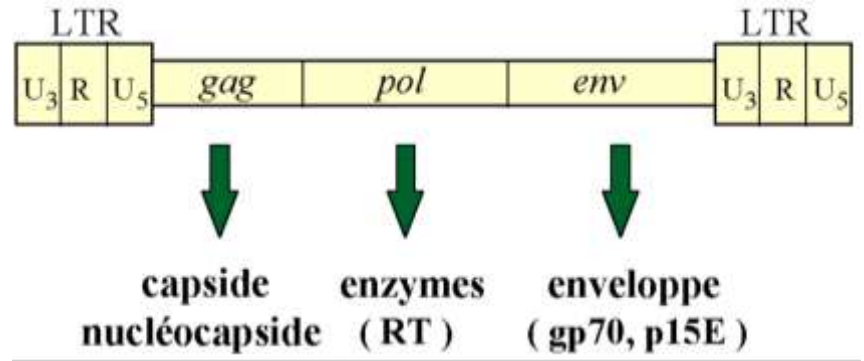 LTR LTR
U3 R U5 gag pol env U3 R U5
capside enzymes enveloppe
nucléocapside ( RT ) ( gp70, p15E )